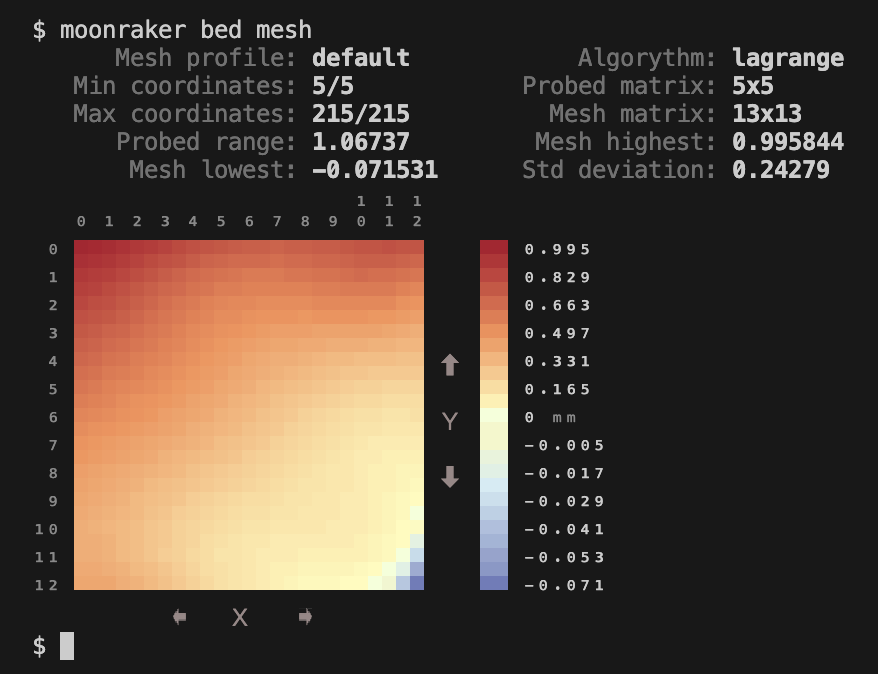 $ moonraker bed mesh
Mesh profile: default Algorythm: lagrange
Min coordinates: 5/5 Probed matrix: 5x5
Max coordinates: 215/215 Mesh matrix: 13x13
Probed range: 1.06737 Mesh highest: 0.995844
Mesh lowest: −0.071531 Std deviation: 0.24279
0 1 2 3 4 5 6 7 8 9 10 11 12
0 0.995
1 0.829
2 0.663
3 0.497
4 0.331
5 0.165
6 Y 0 mm
7 −0.005
8 −0.017
9 −0.029
10 −0.041
11 −0.053
12 −0.071
X
$